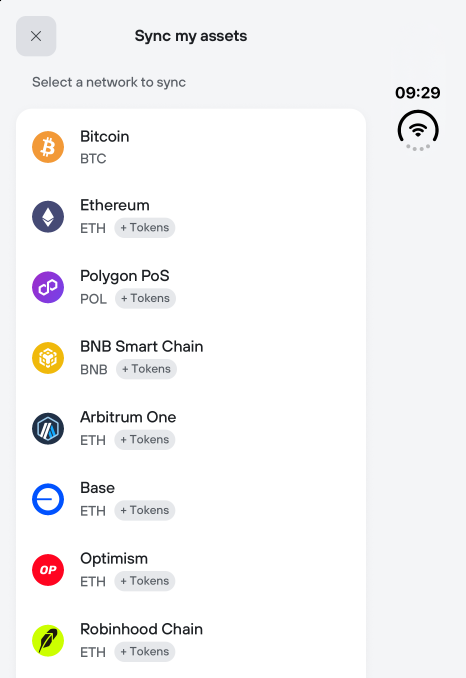 Sync my assets
Select a network to sync
09:29
Bitcoin
BTC
Ethereum
ETH + Tokens
Polygon PoS
POL + Tokens
BNB Smart Chain
BNB + Tokens
Arbitrum One
ETH + Tokens
Base
ETH + Tokens
OP
Optimism
ETH + Tokens
Robinhood Chain
ETH + Tokens